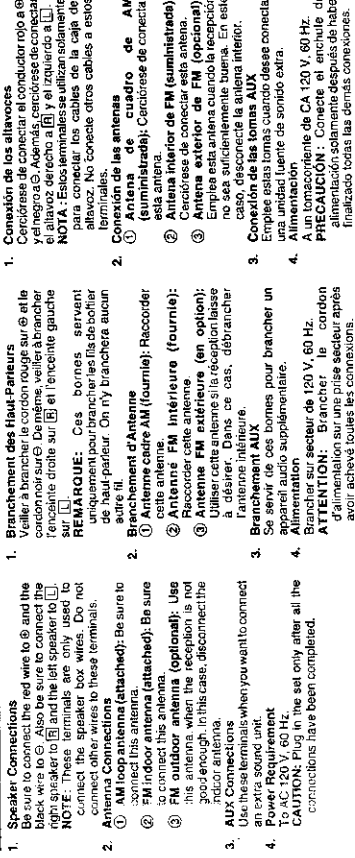 1. Speaker Connections
Be sure to connect the red wire to ⊕ and the
black wire to ⊖. Also be sure to connect the
right speaker to R and the left speaker to L.
NOTE: These terminals are only used to
connect the speaker box wires. Do not
connect other wires to these terminals.
2. Antenna Connections
① AM loop antenna (attached): Be sure to
connect this antenna.
② FM indoor antenna (attached): Be sure
to connect this antenna.
③ FM outdoor antenna (optional): Use
this antenna when the reception is not
good enough. In this case, disconnect the
indoor antenna.
3. AUX Connections
Use these terminals when you want to connect
an extra sound unit.
4. Power Requirement
To AC 120 V, 60 Hz.
CAUTION: Plug in the set only after all the
connections have been completed.
1. Branchement des Haut-Parleurs
Veiller à brancher le cordon rouge sur ⊕ et le
cordon noir sur ⊖. De même, veiller à brancher
l'enceinte droite sur R et l'enceinte gauche
sur L.
REMARQUE: Ces bornes servent
uniquement pour brancher les fils de boîtier
de haut-parleur. On n'y branchera aucun
autre fil.
2. Branchement d'Antenne
① Antenne cadre AM (fournie): Raccorder
cette antenne.
② Antenné FM intérieure (fournie):
Raccorder cette antenne.
③ Antenne FM extérieure (en option):
Utiliser cette antenne si la réception laisse
à désirer. Dans ce cas, débrancher
l'antenne intérieure.
3. Branchement AUX
Se servir de ces bornes pour brancher un
appareil audio supplémentaire.
4. Alimentation
Brancher sur secteur de 120 V, 60 Hz.
ATTENTION: Brancher le cordon
d'alimentation sur une prise secteur après
avoir achevé toutes les connexions.
1. Conexión de los altavoces
Cerciórese de conectar el conductor rojo a ⊕
y el negro a ⊖. Además, cerciórese de conectar
el altavoz derecho a R y el izquierdo a L.
NOTA: Estos terminales se utilizan solamente
para conectar los cables de la caja de
altavoz. No conecte otros cables a estos
terminales.
2. Conexión de las antenas
① Antena de cuadro de AM
(suministrada): Cerciórese de conecta
esta antena.
② Antena interior de FM (suministrada)
Cerciórese de conectar esta antena.
③ Antena exterior de FM (opcional)
Emplee esta antena cuando la recepción
no sea suficientemente buena. En este
caso, desconecte la antena interior.
3. Conexión de las tomas AUX
Emplee estas tomas cuando desee conecta
una unidad fuente de sonido extra.
4. Alimentación
A un tomacorriente de CA 120 V, 60 Hz.
PRECAUCIÓN: Conecte el enchufe d
alimentación solamente después de habe
finalizado todas las demás conexiones.